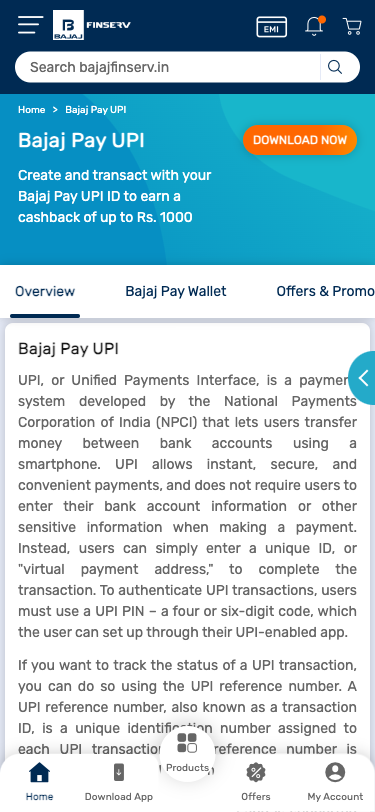 B
BAJAJ
FINSERV
EMI
Search bajajfinserv.in
Home > Bajaj Pay UPI
Bajaj Pay UPI
DOWNLOAD NOW
Create and transact with your
Bajaj Pay UPI ID to earn a
cashback of up to Rs. 1000
Overview Bajaj Pay Wallet Offers & Promo
Bajaj Pay UPI
UPI, or Unified Payments Interface, is a payment
system developed by the National Payments
Corporation of India (NPCI) that lets users transfer
money between bank accounts using a
smartphone. UPI allows instant, secure, and
convenient payments, and does not require users to
enter their bank account information or other
sensitive information when making a payment.
Instead, users can simply enter a unique ID, or
"virtual payment address," to complete the
transaction. To authenticate UPI transactions, users
must use a UPI PIN – a four or six-digit code, which
the user can set up through their UPI-enabled app.
If you want to track the status of a UPI transaction,
you can do so using the UPI reference number. A
UPI reference number, also known as a transaction
ID, is a unique identification number assigned to
each UPI transaction reference number is
Products
Home Download App Offers My Account